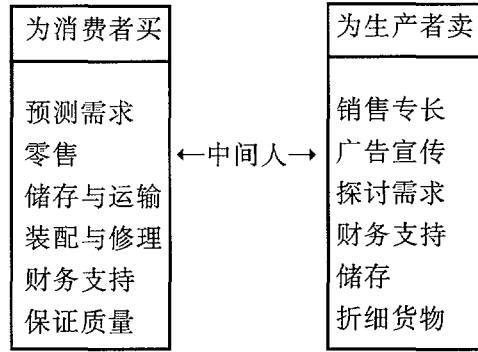 为消费者买
预测需求
零售
储存与运输
装配与修理
财务支持
保证质量
←中间人→
为生产者卖
销售专长
广告宣传
探讨需求
财务支持
储存
折细货物